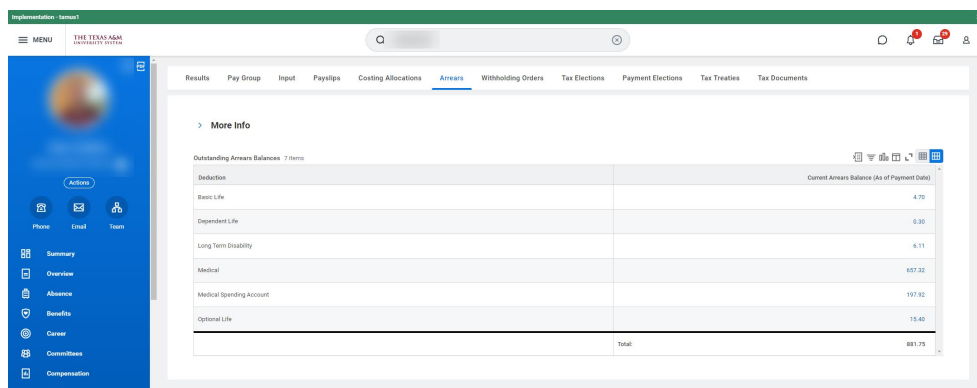 Implementation - tamus1
MENU
THE TEXAS A&M
UNIVERSITY SYSTEM
1
29
Actions
Phone Email Team
Summary
Overview
Absence
Benefits
Career
Committees
Compensation
Results Pay Group Input Payslips Costing Allocations Arrears Withholding Orders Tax Elections Payment Elections Tax Treaties Tax Documents
More Info
Outstanding Arrears Balances 7 items
Deduction Current Arrears Balance (As of Payment Date)
Basic Life 4.70
Dependent Life 0.30
Long Term Disability 6.11
Medical 657.32
Medical Spending Account 197.92
Optional Life 15.40
Total: 881.75